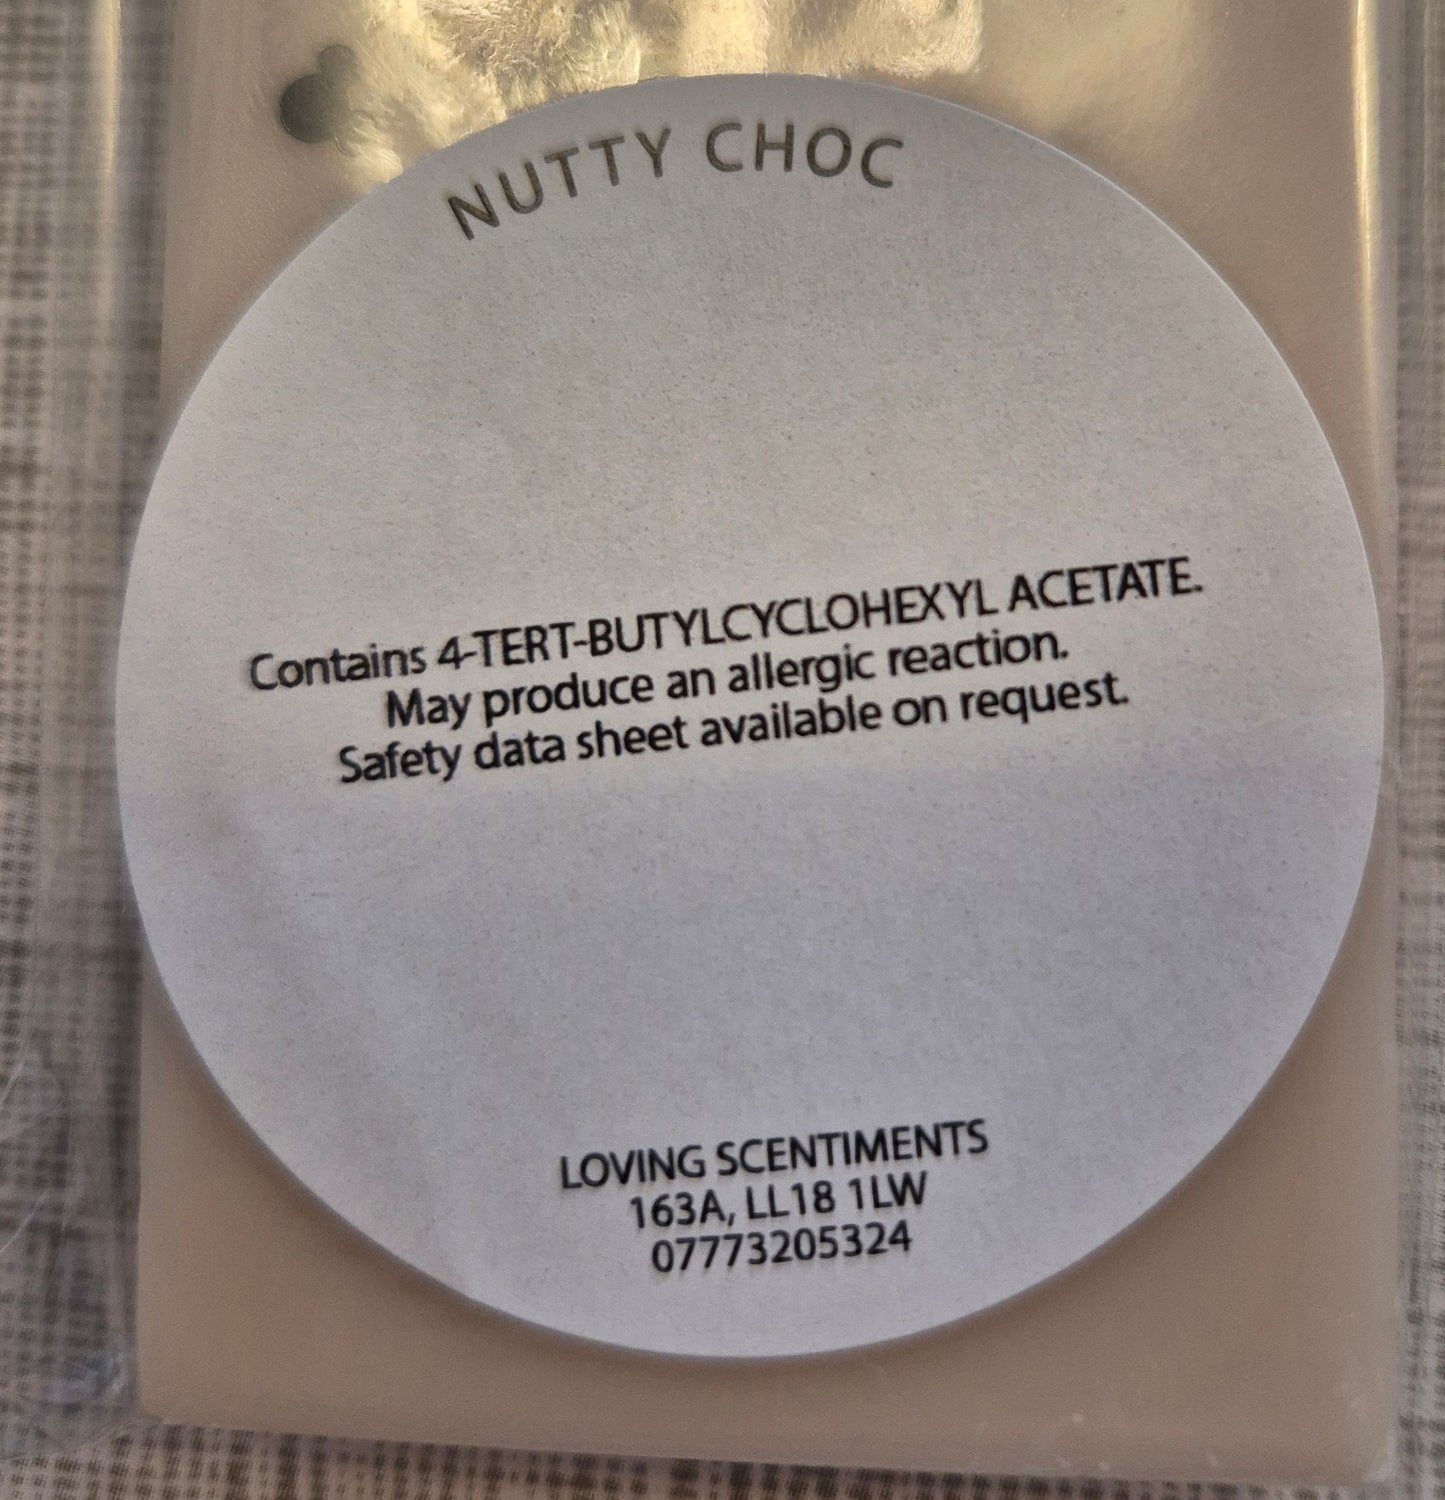 NUTTY CHOC
Contains 4-TERT-BUTYLCYCLOHEXYL ACETATE.
May produce an allergic reaction.
Safety data sheet available on request.
LOVING SCENTIMENTS
163A, LL18 1LW
07773205324